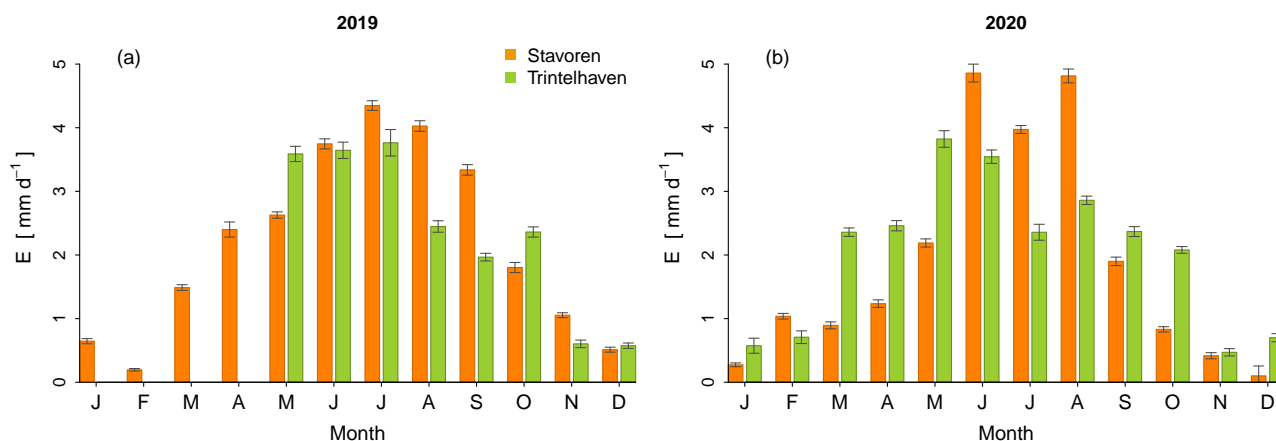 2019
(a)
Stavoren
Trintelhaven
E [ mm d⁻¹ ]
5
4
3
2
1
0
J F M A M J J A S O N D
Month
2020
(b)
E [ mm d⁻¹ ]
5
4
3
2
1
0
J F M A M J J A S O N D
Month